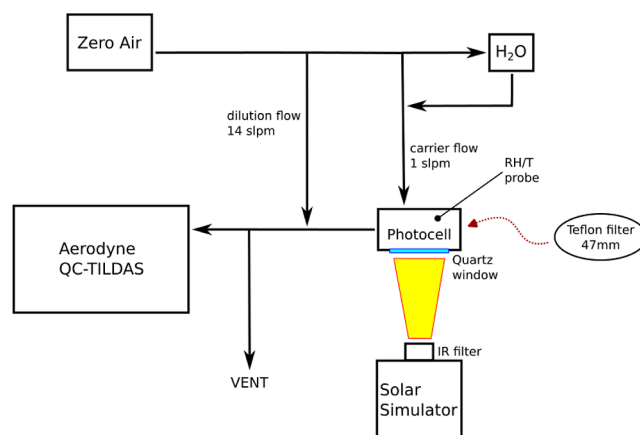 Zero Air
H₂O
dilution flow
14 slpm
carrier flow
1 slpm
RH/T
probe
Photocell
Teflon filter
47mm
Aerodyne
QC-TILDAS
Quartz
window
IR filter
VENT
Solar
Simulator